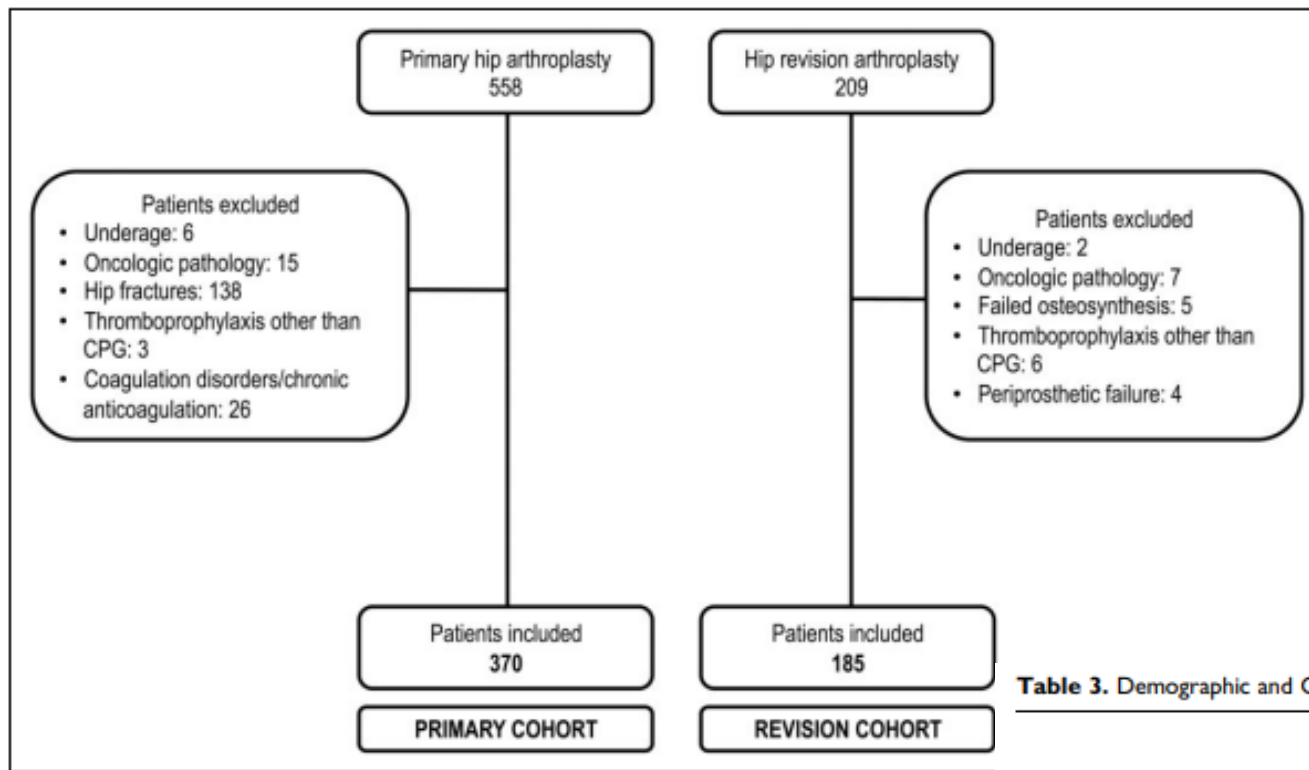 Primary hip arthroplasty
558
Hip revision arthroplasty
209
Patients excluded
• Underage: 6
• Oncologic pathology: 15
• Hip fractures: 138
• Thromboprophylaxis other than
CPG: 3
• Coagulation disorders/chronic
anticoagulation: 26
Patients excluded
• Underage: 2
• Oncologic pathology: 7
• Failed osteosynthesis: 5
• Thromboprophylaxis other than
CPG: 6
• Periprosthetic failure: 4
Patients included
370
Patients included
185
PRIMARY COHORT
REVISION COHORT
Table 3. Demographic and